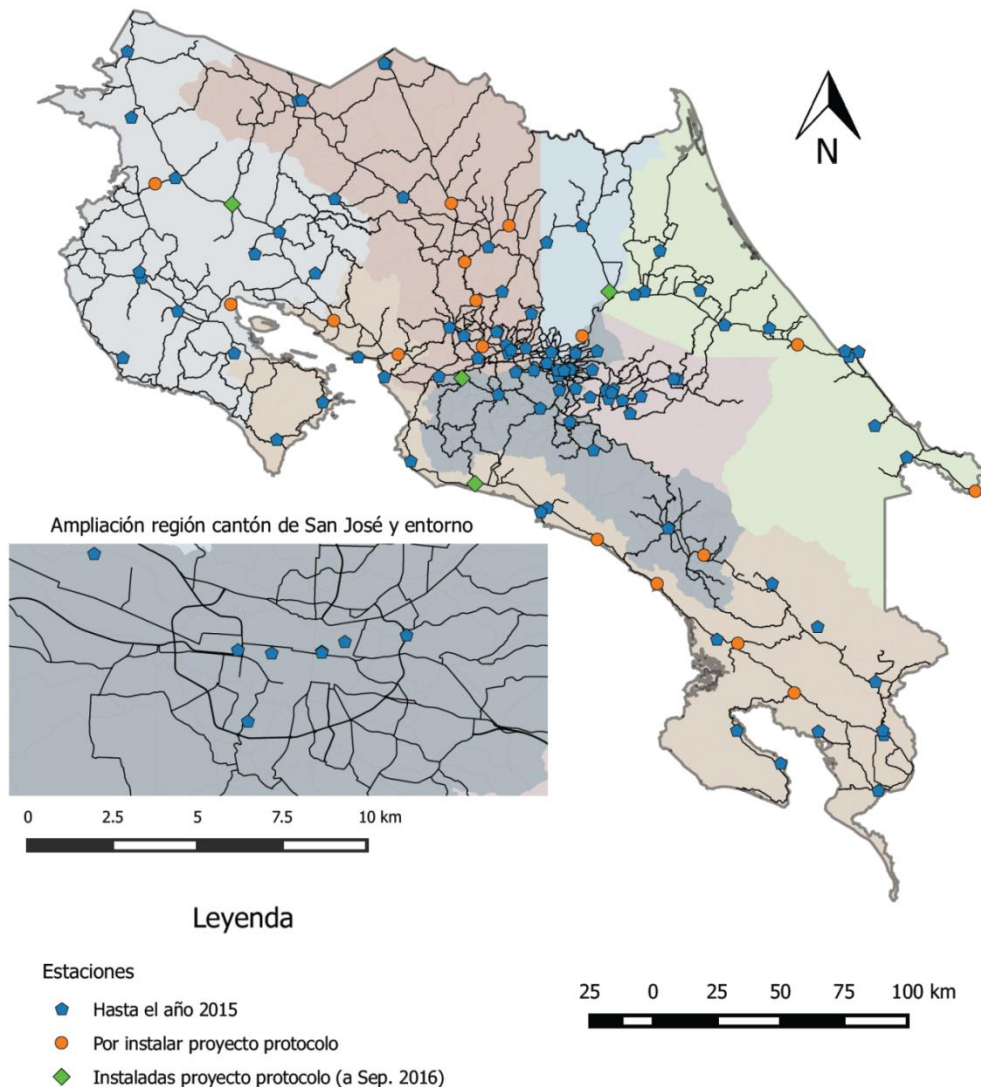 N
Ampliación región cantón de San José y entorno
0 2.5 5 7.5 10 km
Leyenda
Estaciones
Hasta el año 2015
Por instalar proyecto protocolo
Instaladas proyecto protocolo (a Sep. 2016)
25 0 25 50 75 100 km